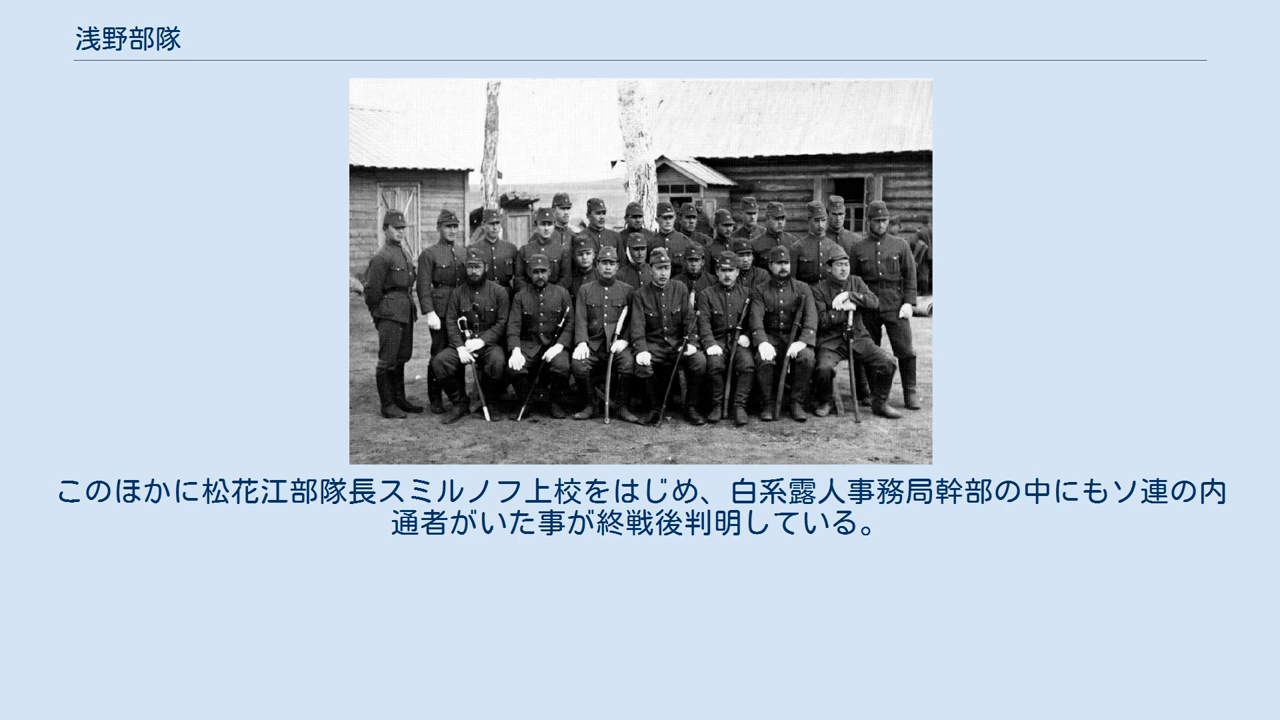 浅野部隊
このほかに松花江部隊長スミルノフ上校をはじめ、白系露人事務局幹部の中にもソ連の内
通者がいた事が終戦後判明している。